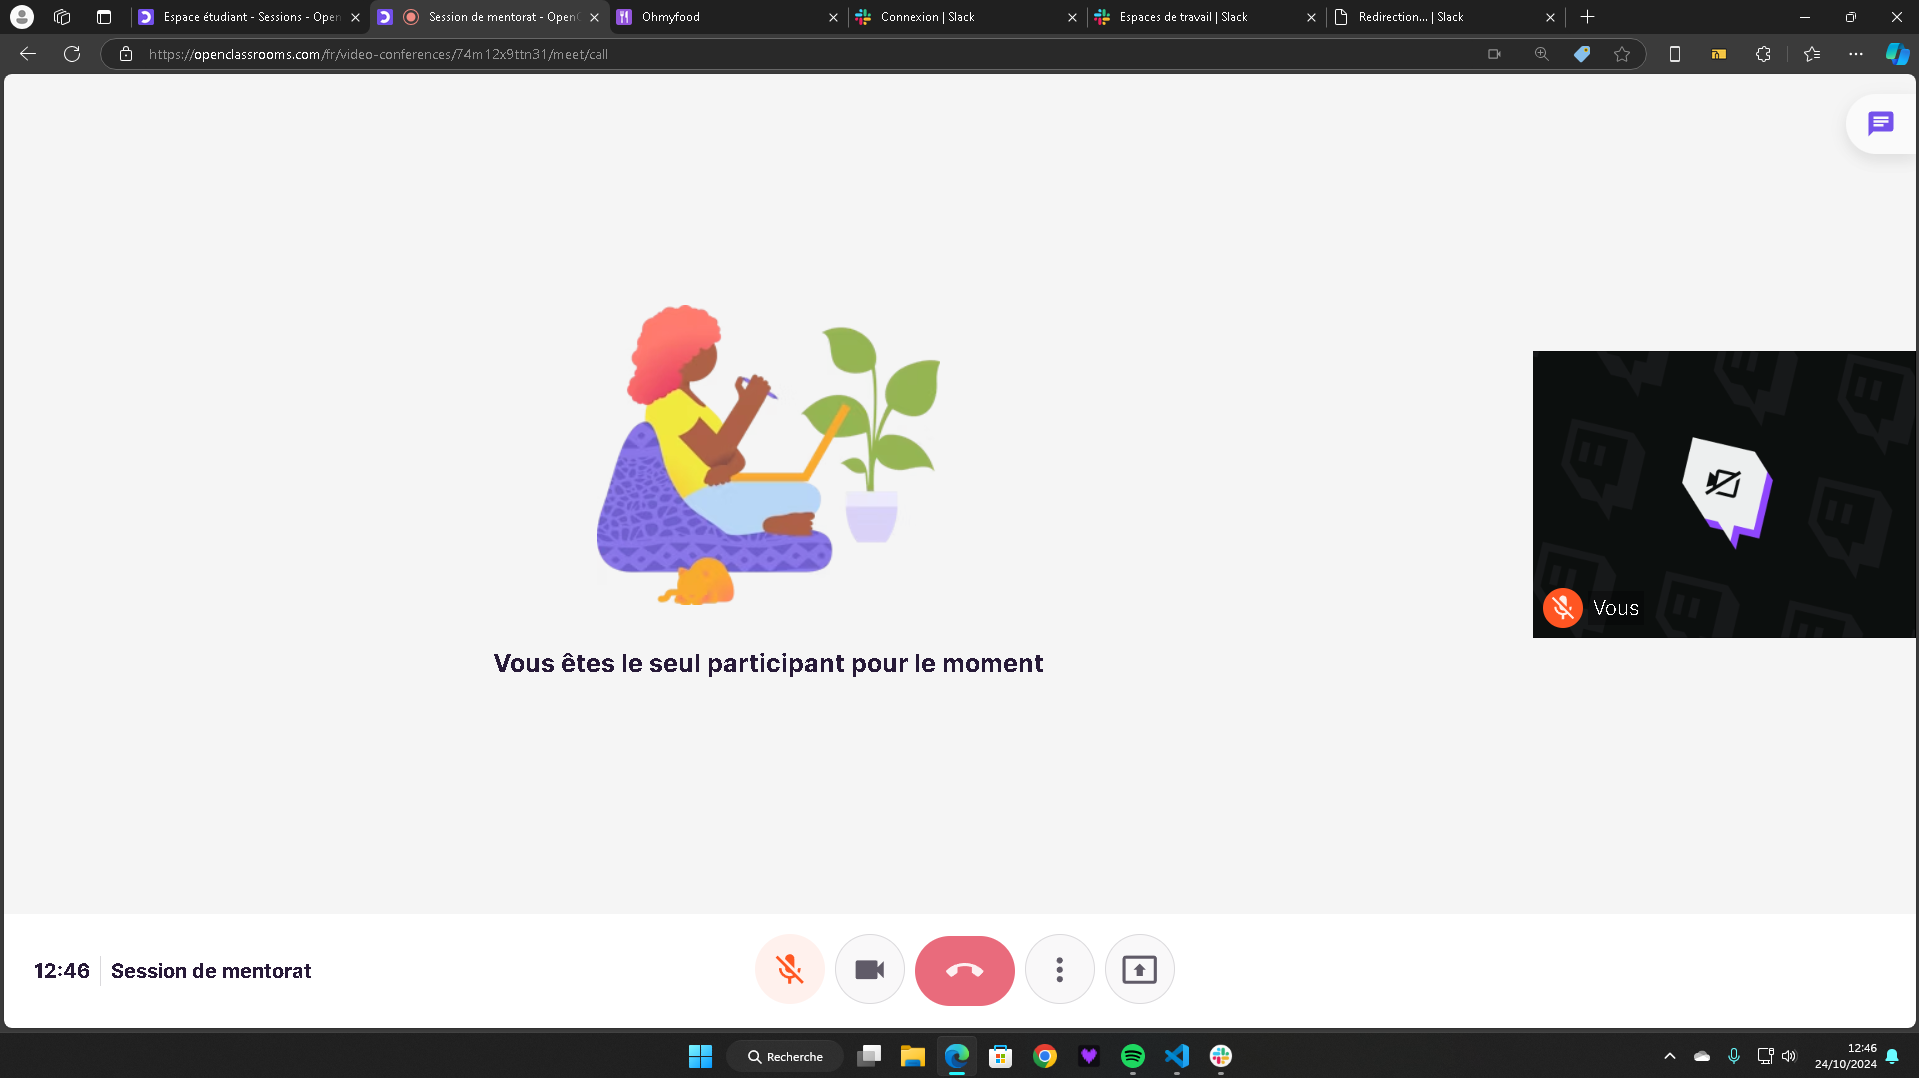 Espace étudiant - Sessions - Open
Session de mentorat - OpenC
Ohmyfood
Connexion | Slack
Espaces de travail | Slack
Redirection... | Slack
https://openclassrooms.com/fr/video-conferences/74m12x9ttn31/meet/call
Vous
Vous êtes le seul participant pour le moment
12:46
Session de mentorat
Recherche
12:46
24/10/2024